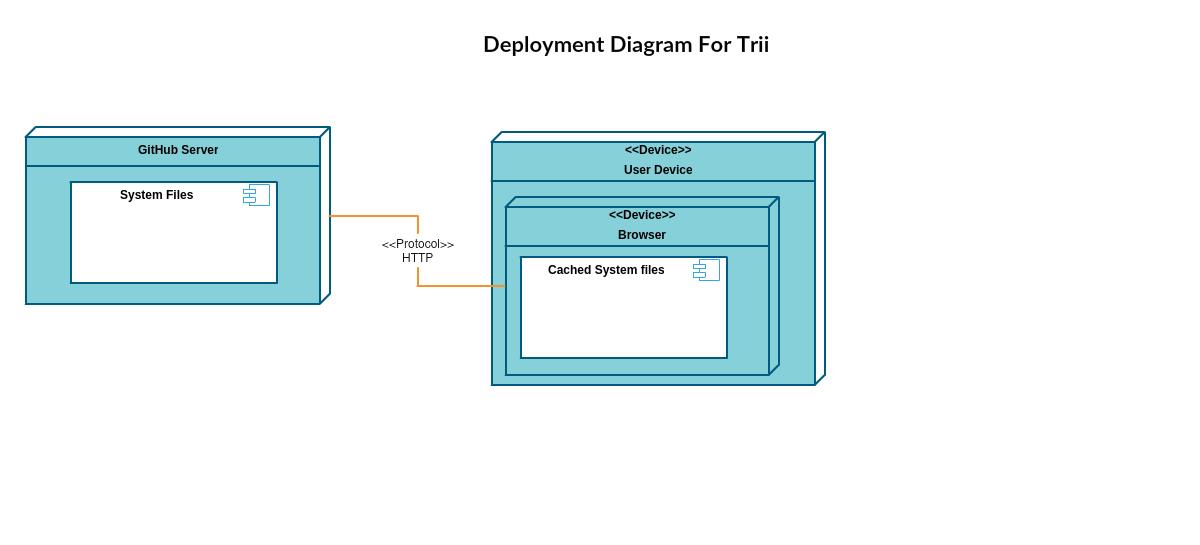 Deployment Diagram For Trii
GitHub Server
System Files
<<Protocol>>
HTTP
<<Device>>
User Device
<<Device>>
Browser
Cached System files